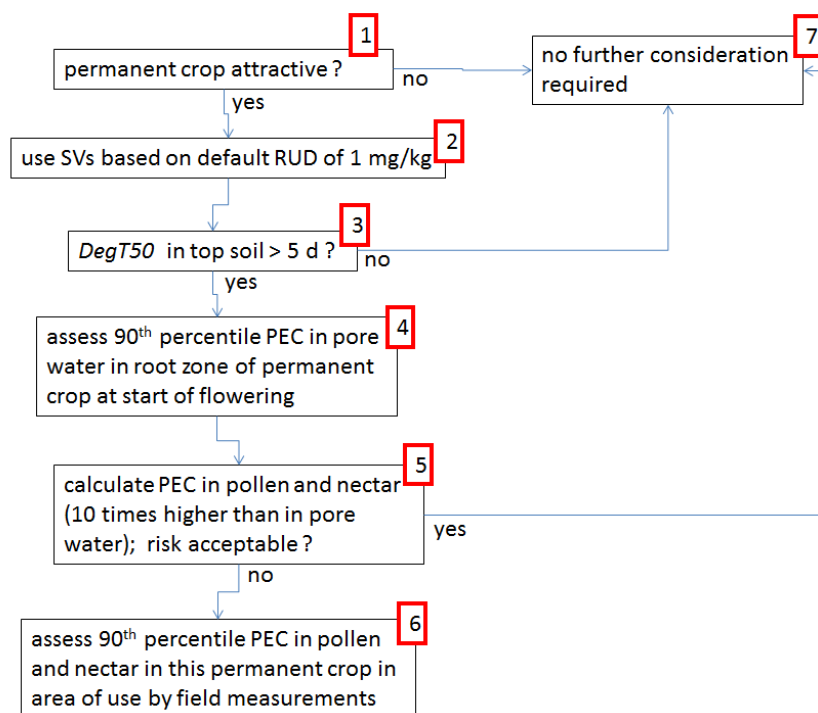 1
permanent crop attractive ?
no
yes
7
no further consideration
required
2
use SVs based on default RUD of 1 mg/kg
3
DegT50 in top soil > 5 d ?
no
yes
4
assess 90th percentile PEC in pore
water in root zone of permanent
crop at start of flowering
5
calculate PEC in pollen and nectar
(10 times higher than in pore
water); risk acceptable ?
yes
no
6
assess 90th percentile PEC in pollen
and nectar in this permanent crop in
area of use by field measurements